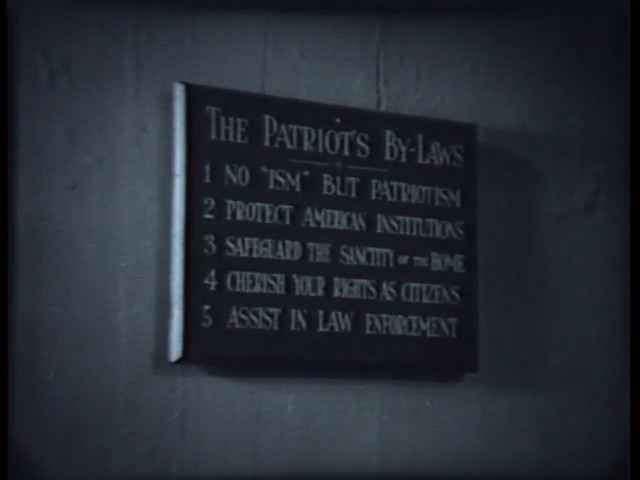 THE PATRIOT'S BY-LAWS
1 NO "ISM" BUT PATRIOTISM
2 PROTECT AMERICAN INSTITUTIONS
3 SAFEGUARD THE SANCTITY OF THE HOME
4 CHERISH YOUR RIGHTS AS CITIZENS
5 ASSIST IN LAW ENFORCEMENT